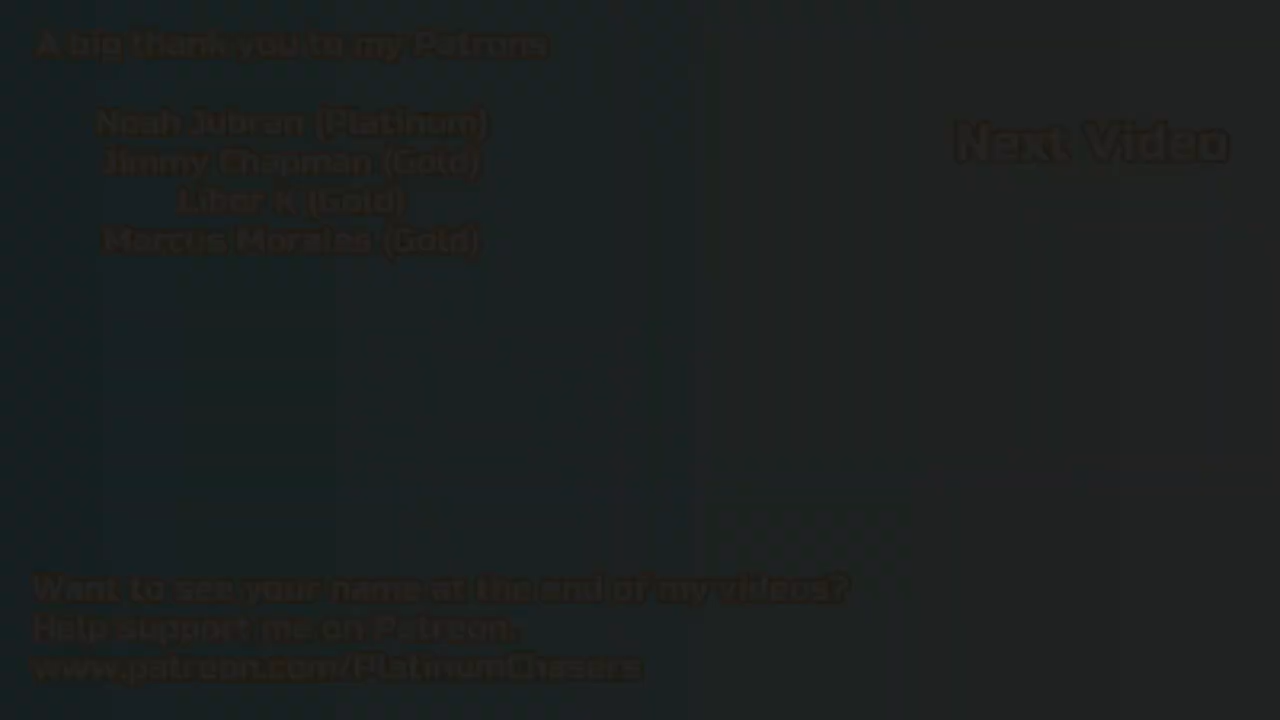 A big thank you to my Patrons
Noah Jubran (Platinum)
Jimmy Chapman (Gold)
Libor K (Gold)
Marcus Morales (Gold)
Next Video
Want to see your name at the end of my videos?
Help support me on Patreon.
www.patreon.com/PlatinumChasers